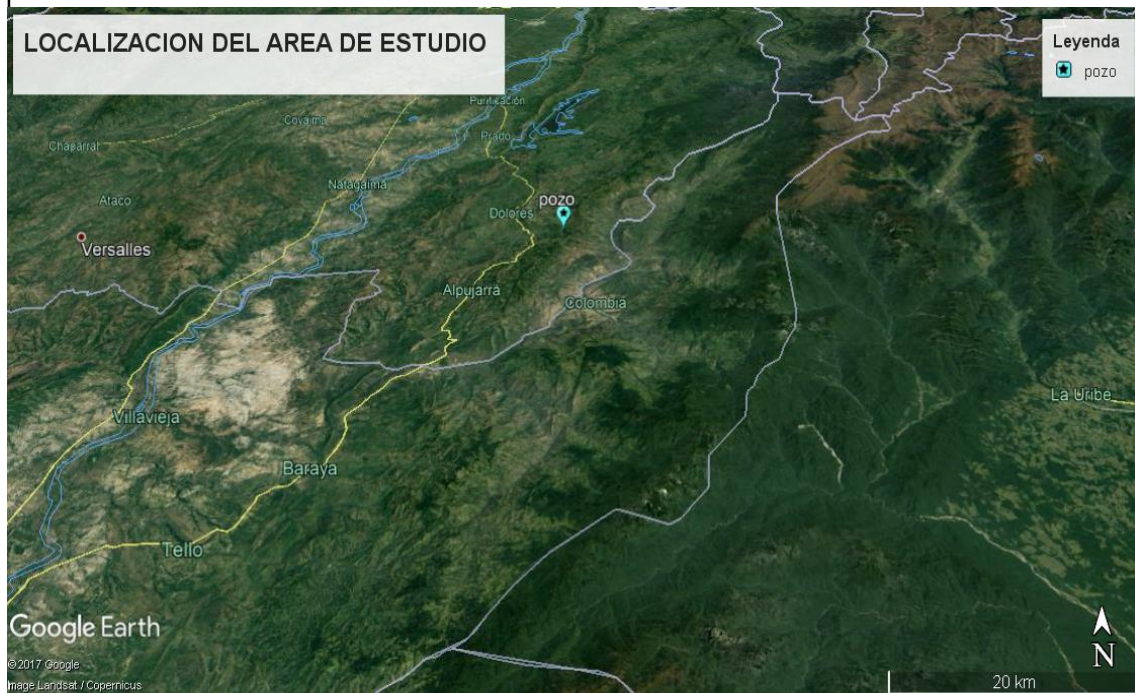 LOCALIZACION DEL AREA DE ESTUDIO
Leyenda
pozo
Purificación
Coyaima
Prado
Chaparral
Natagaima
Ataco
pozo
Dolores
Versalles
Alpujarra
Colombia
La Uribe
Villavieja
Baraya
Tello
Google Earth
©2017 Google
Image Landsat / Copernicus
N
20 km